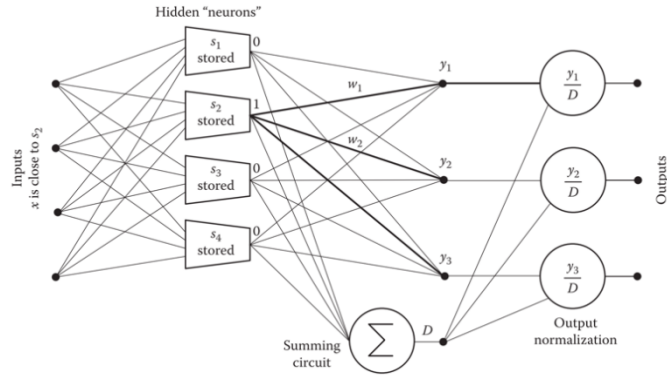 Hidden “neurons”
Inputs
x is close to s₂
s₁
stored
0
s₂
stored
1
s₃
stored
0
s₄
stored
0
w₁
w₂
y₁
y₂
y₃
Summing
circuit
Σ
D
y₁
D
y₂
D
y₃
D
Output
normalization
Outputs